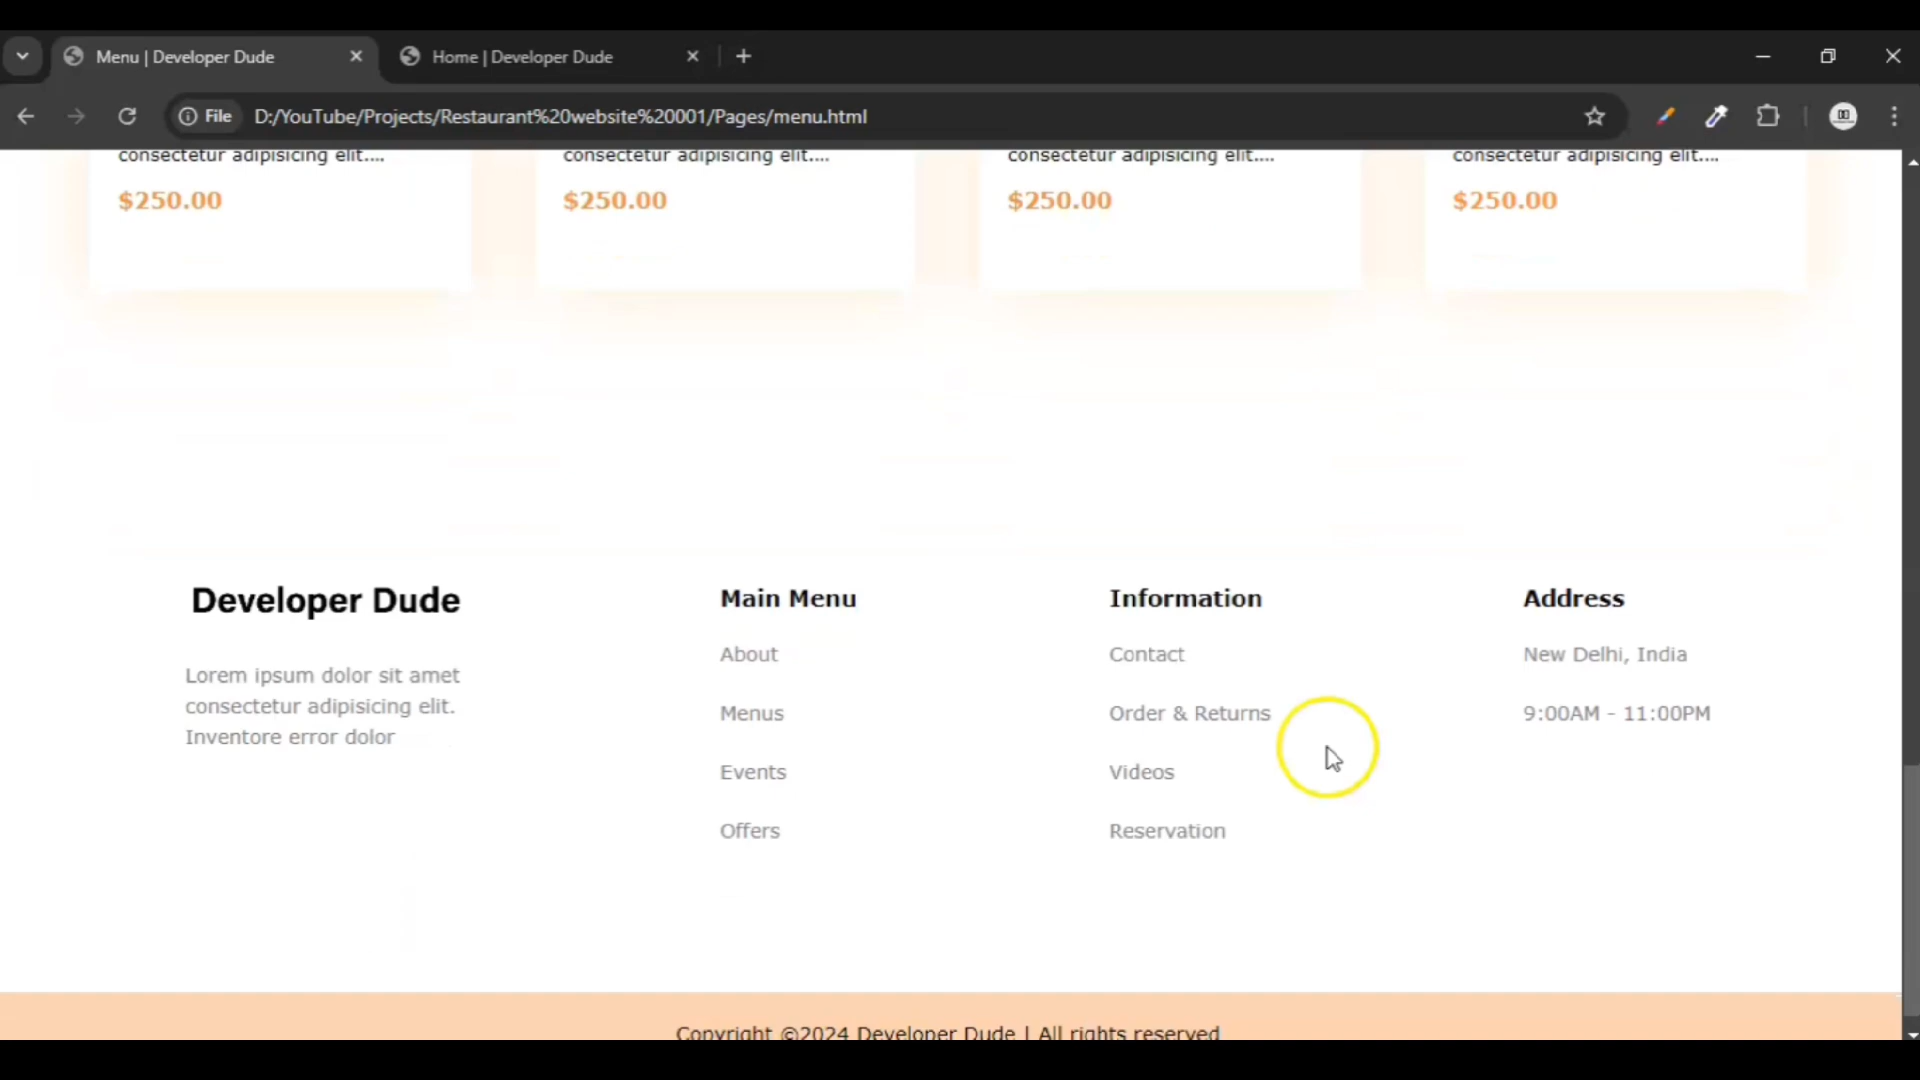 Menu | Developer Dude
Home | Developer Dude
File
D:/YouTube/Projects/Restaurant%20website%20001/Pages/menu.html
consectetur adipisicing elit....
consectetur adipisicing elit....
consectetur adipisicing elit....
consectetur adipisicing elit....
$250.00
$250.00
$250.00
$250.00
Developer Dude
Lorem ipsum dolor sit amet
consectetur adipisicing elit.
Inventore error dolor
Main Menu
About
Menus
Events
Offers
Information
Contact
Order & Returns
Videos
Reservation
Address
New Delhi, India
9:00AM - 11:00PM
Copyright ©2024 Developer Dude | All rights reserved